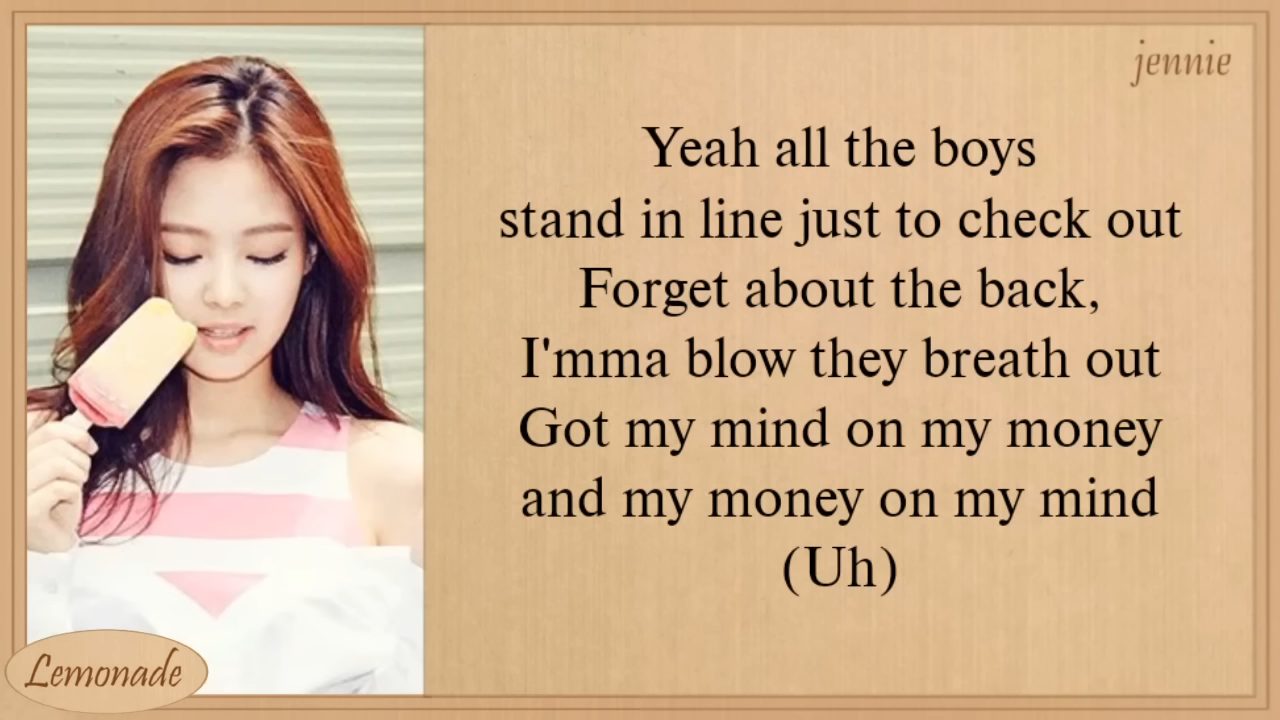 jennie
Yeah all the boys
stand in line just to check out
Forget about the back,
I'mma blow they breath out
Got my mind on my money
and my money on my mind
(Uh)
Lemonade